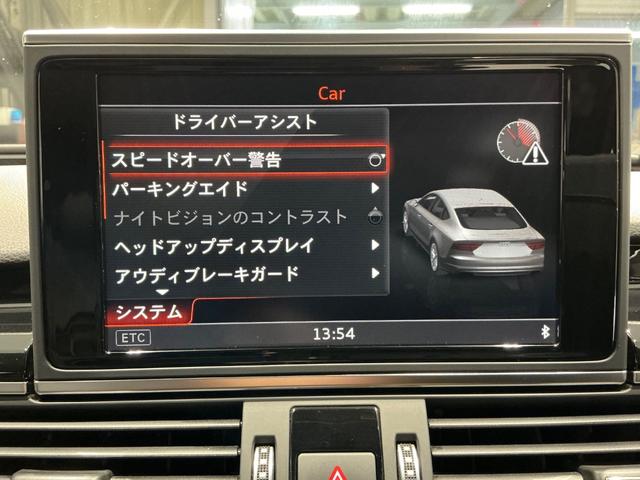 Car
ドライバーアシスト
スピードオーバー警告
パーキングエイド
ナイトビジョンのコントラスト
ヘッドアップディスプレイ
アウディブレーキガード
システム
ETC
13:54